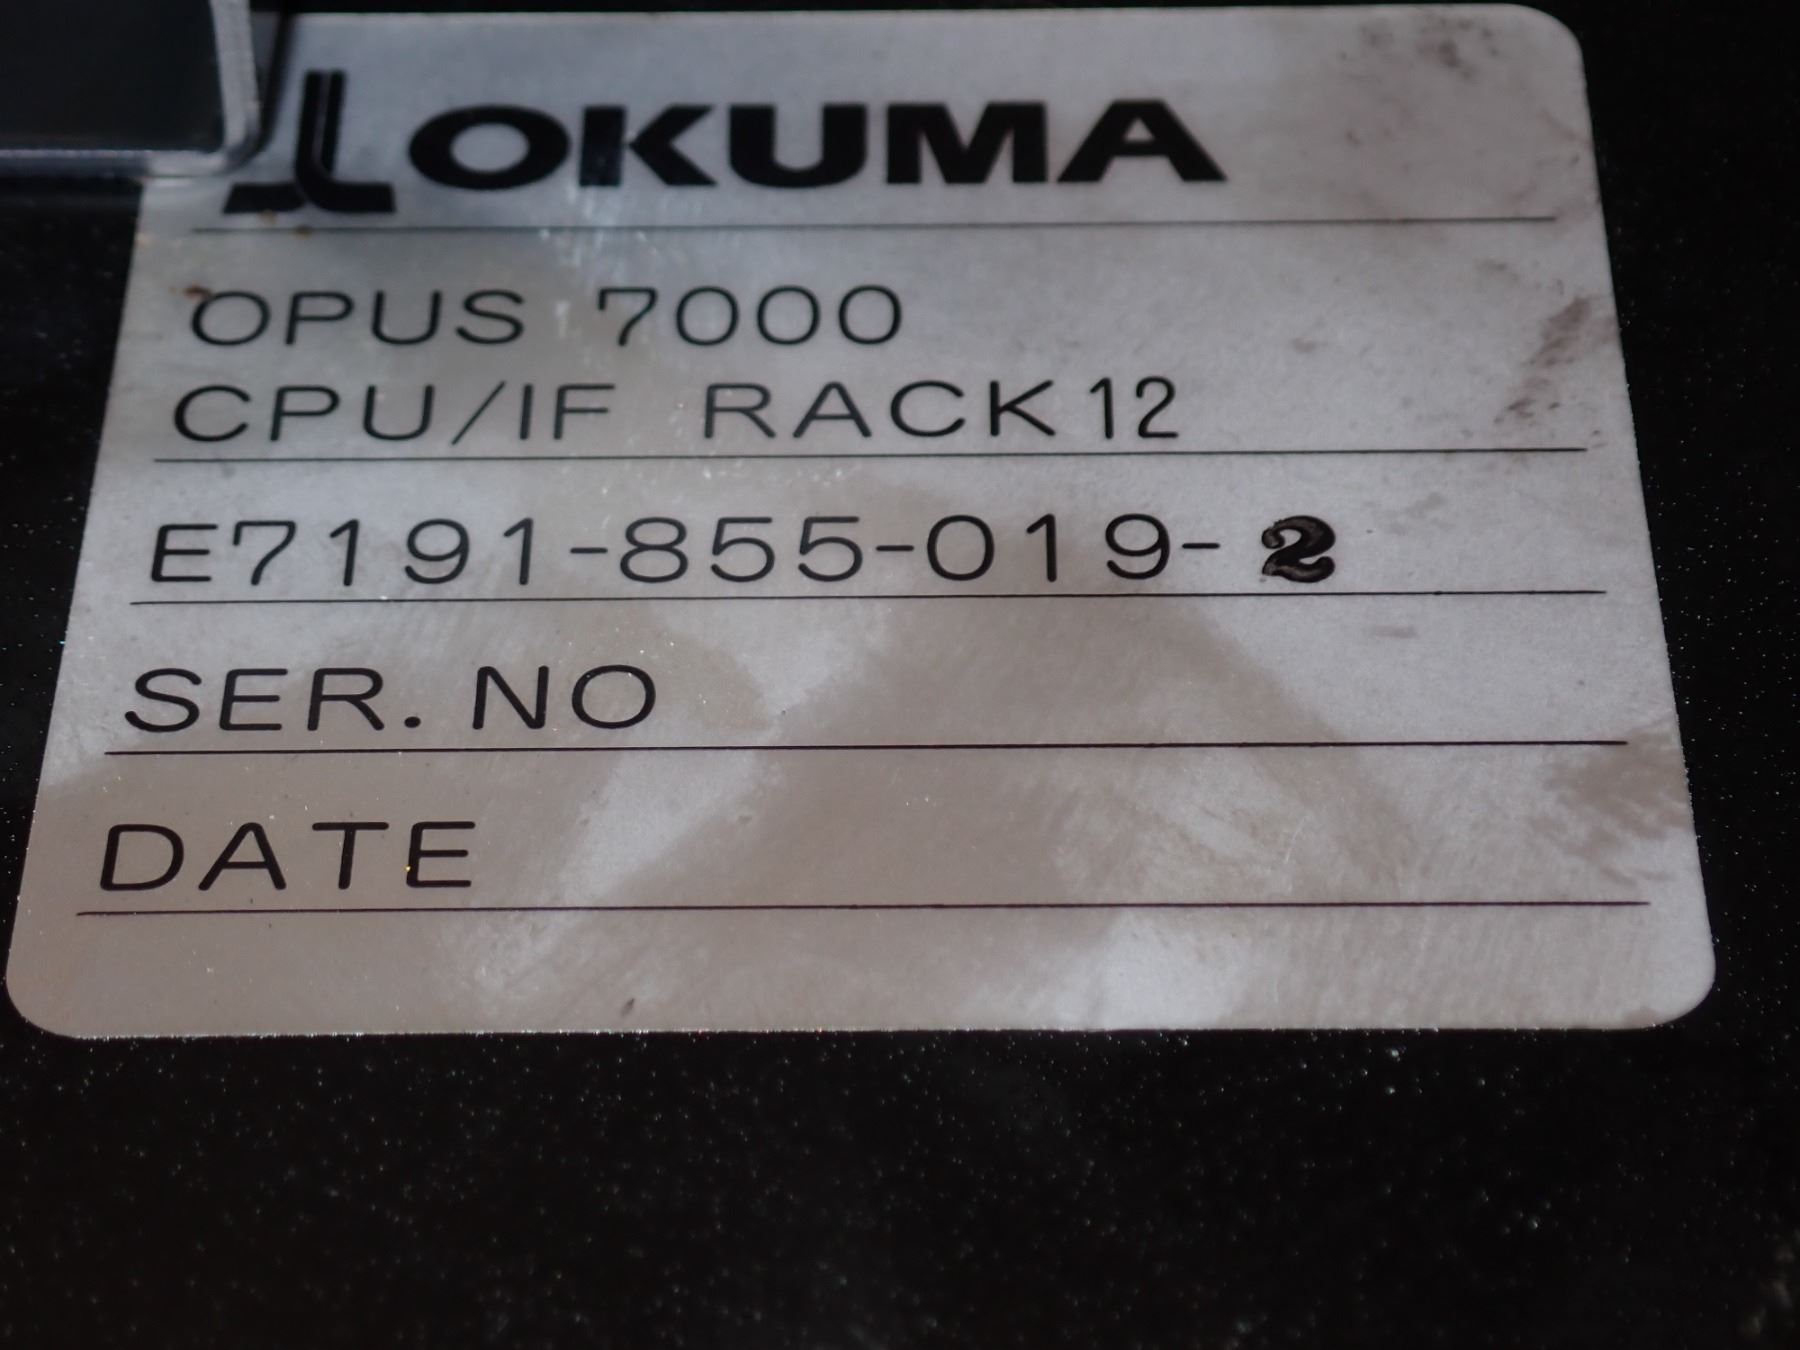 OKUMA
OPUS 7000
CPU/IF RACK12
E7191-855-019-2
SER. NO
DATE